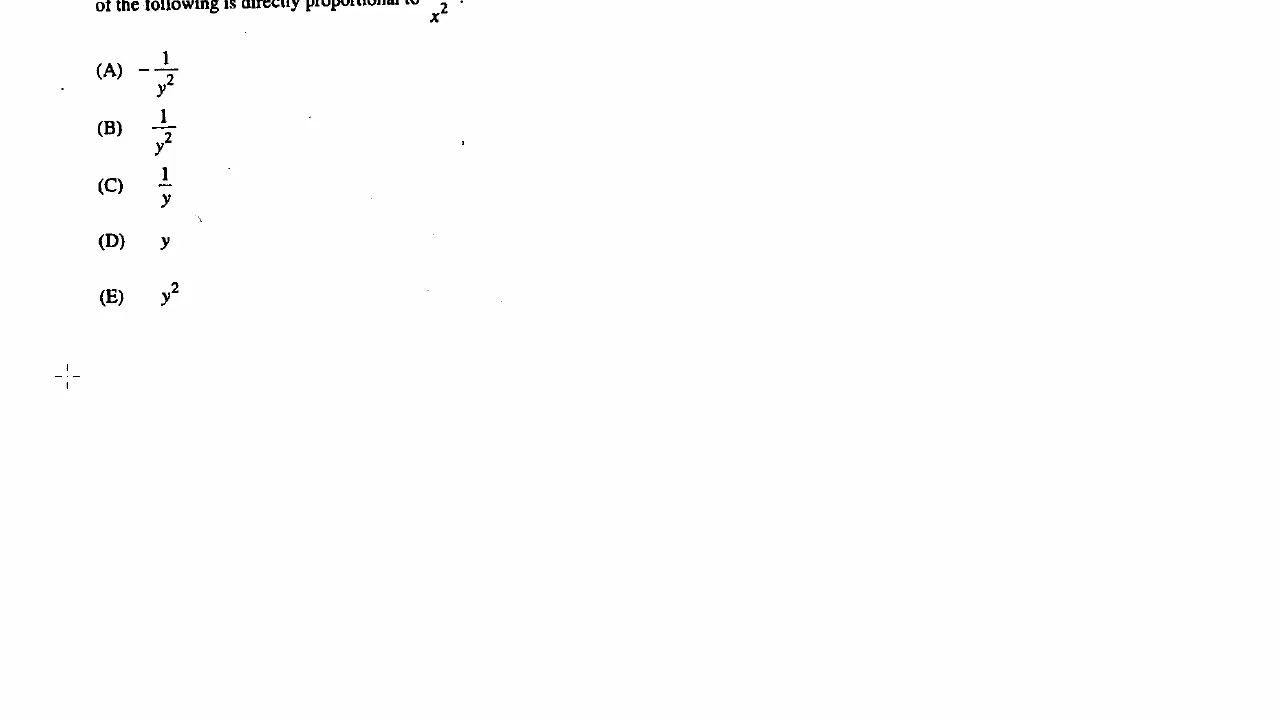 of the following is directly proportional to x²
(A) -1/y²
(B) 1/y²
(C) 1/y
(D) y
(E) y²